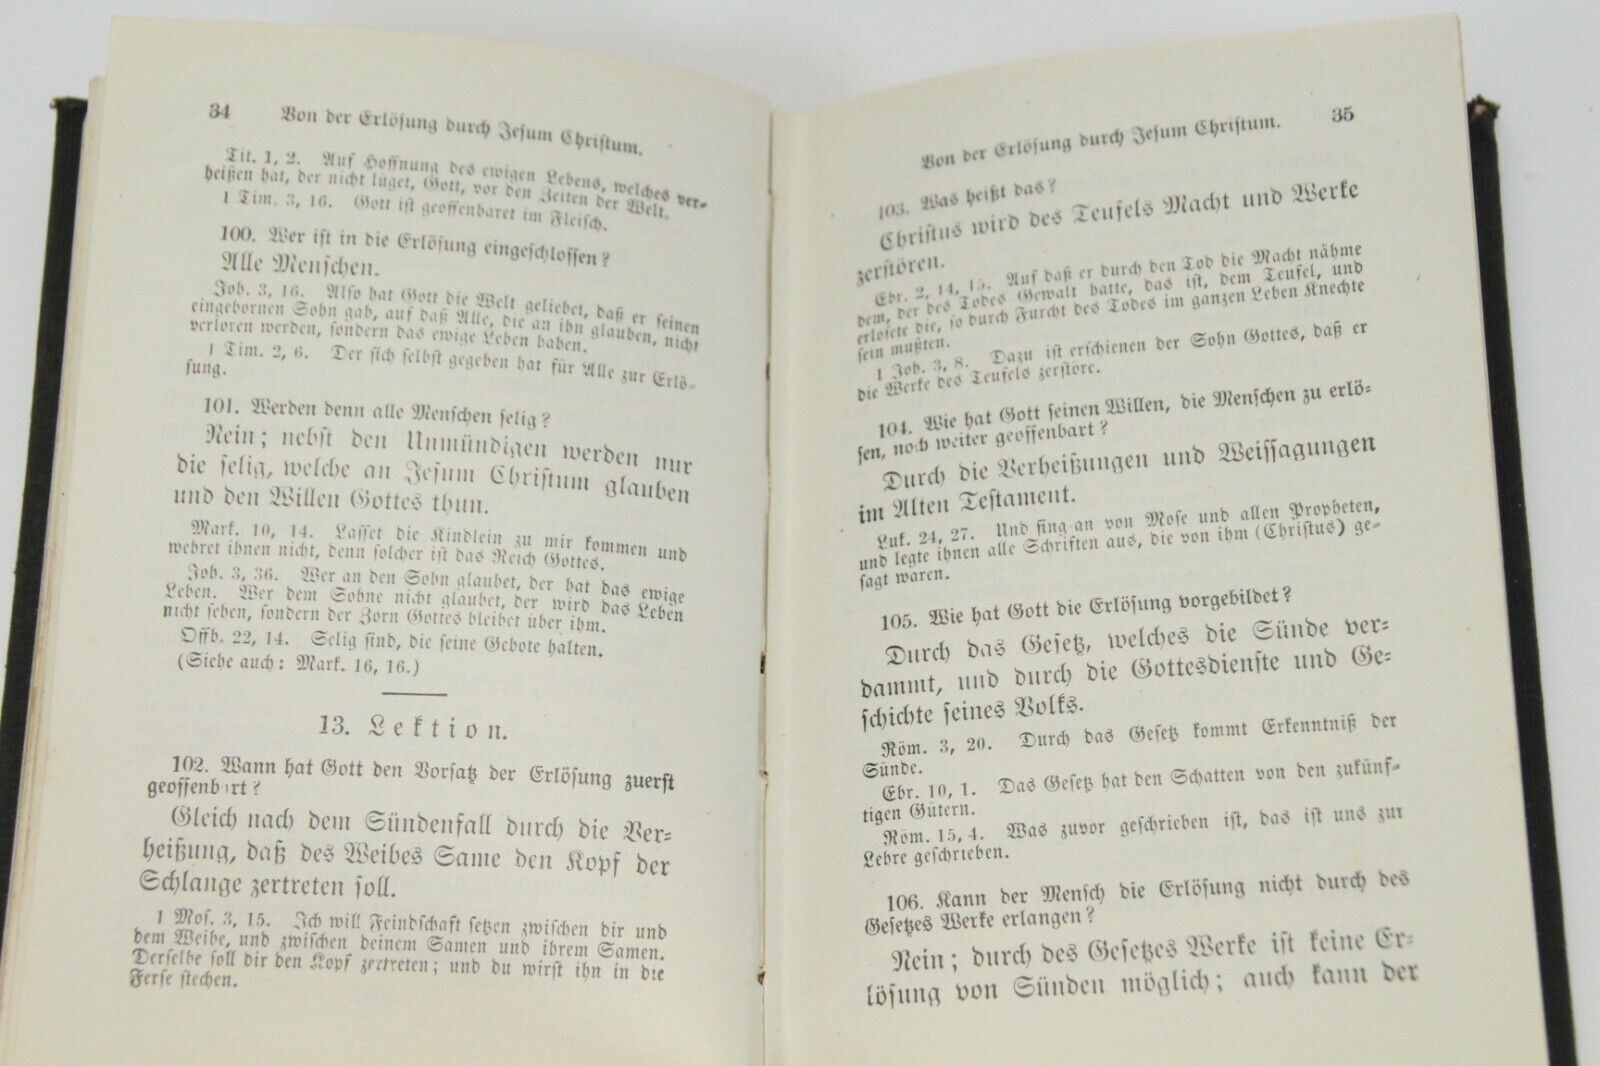 34 Von der Erlösung durch Jesum Christum.
Tit. 1, 2. Auf Hoffnung des ewigen Lebens, welches ver-
heißen hat, der nicht lüget, Gott, vor den Zeiten der Welt.
1 Tim. 3, 16. Gott ist geoffenbaret im Fleisch.
100. Wer ist in die Erlösung eingeschlossen?
Alle Menschen.
Joh. 3, 16. Also hat Gott die Welt geliebet, daß er seinen
eingebornen Sohn gab, auf daß Alle, die an ihn glauben, nicht
verloren werden, sondern das ewige Leben haben.
1 Tim. 2, 6. Der sich selbst gegeben hat für Alle zur Erlö-
sung.
101. Werden denn alle Menschen selig?
Nein; nebst den Unmündigen werden nur
die selig, welche an Jesum Christum glauben
und den Willen Gottes thun.
Mark. 10, 14. Lasset die Kindlein zu mir kommen und
wehret ihnen nicht, denn solcher ist das Reich Gottes.
Joh. 3, 36. Wer an den Sohn glaubet, der hat das ewige
Leben. Wer dem Sohne nicht glaubet, der wird das Leben
nicht sehen, sondern der Zorn Gottes bleibet über ihm.
Offb. 22, 14. Selig sind, die seine Gebote halten.
(Siehe auch: Mark. 16, 16.)
13. Lektion.
102. Wann hat Gott den Vorsatz der Erlösung zuerst
geoffenbart?
Gleich nach dem Sündenfall durch die Ver-
heißung, daß des Weibes Same den Kopf der
Schlange zertreten soll.
1 Mos. 3, 15. Ich will Feindschaft setzen zwischen dir und
dem Weibe, und zwischen deinem Samen und ihrem Samen.
Derselbe soll dir den Kopf zertreten; und du wirst ihn in die
Ferse stechen.
Von der Erlösung durch Jesum Christum. 35
103. Was heißt das?
Christus wird des Teufels Macht und Werke
zerstören.
Ebr. 2, 14, 15. Auf daß er durch den Tod die Macht nähme
dem, der des Todes Gewalt hatte, das ist, dem Teufel, und
erlösete die, so durch Furcht des Todes im ganzen Leben Knechte
sein mußten.
1 Joh. 3, 8. Dazu ist erschienen der Sohn Gottes, daß er
die Werke des Teufels zerstöre.
104. Wie hat Gott seinen Willen, die Menschen zu erlö-
sen, noch weiter geoffenbart?
Durch die Verheißungen und Weissagungen
im Alten Testament.
Luk. 24, 27. Und fing an von Mose und allen Propheten,
und legte ihnen alle Schriften aus, die von ihm (Christus) ge-
sagt waren.
105. Wie hat Gott die Erlösung vorgebildet?
Durch das Gesetz, welches die Sünde ver-
dammt, und durch die Gottesdienste und Ge-
schichte seines Volks.
Röm. 3, 20. Durch das Gesetz kommt Erkenntniß der
Sünde.
Ebr. 10, 1. Das Gesetz hat den Schatten von den zukünf-
tigen Gütern.
Röm. 15, 4. Was zuvor geschrieben ist, das ist uns zur
Lehre geschrieben.
106. Kann der Mensch die Erlösung nicht durch des
Gesetzes Werke erlangen?
Nein; durch des Gesetzes Werke ist keine Er-
lösung von Sünden möglich; auch kann der